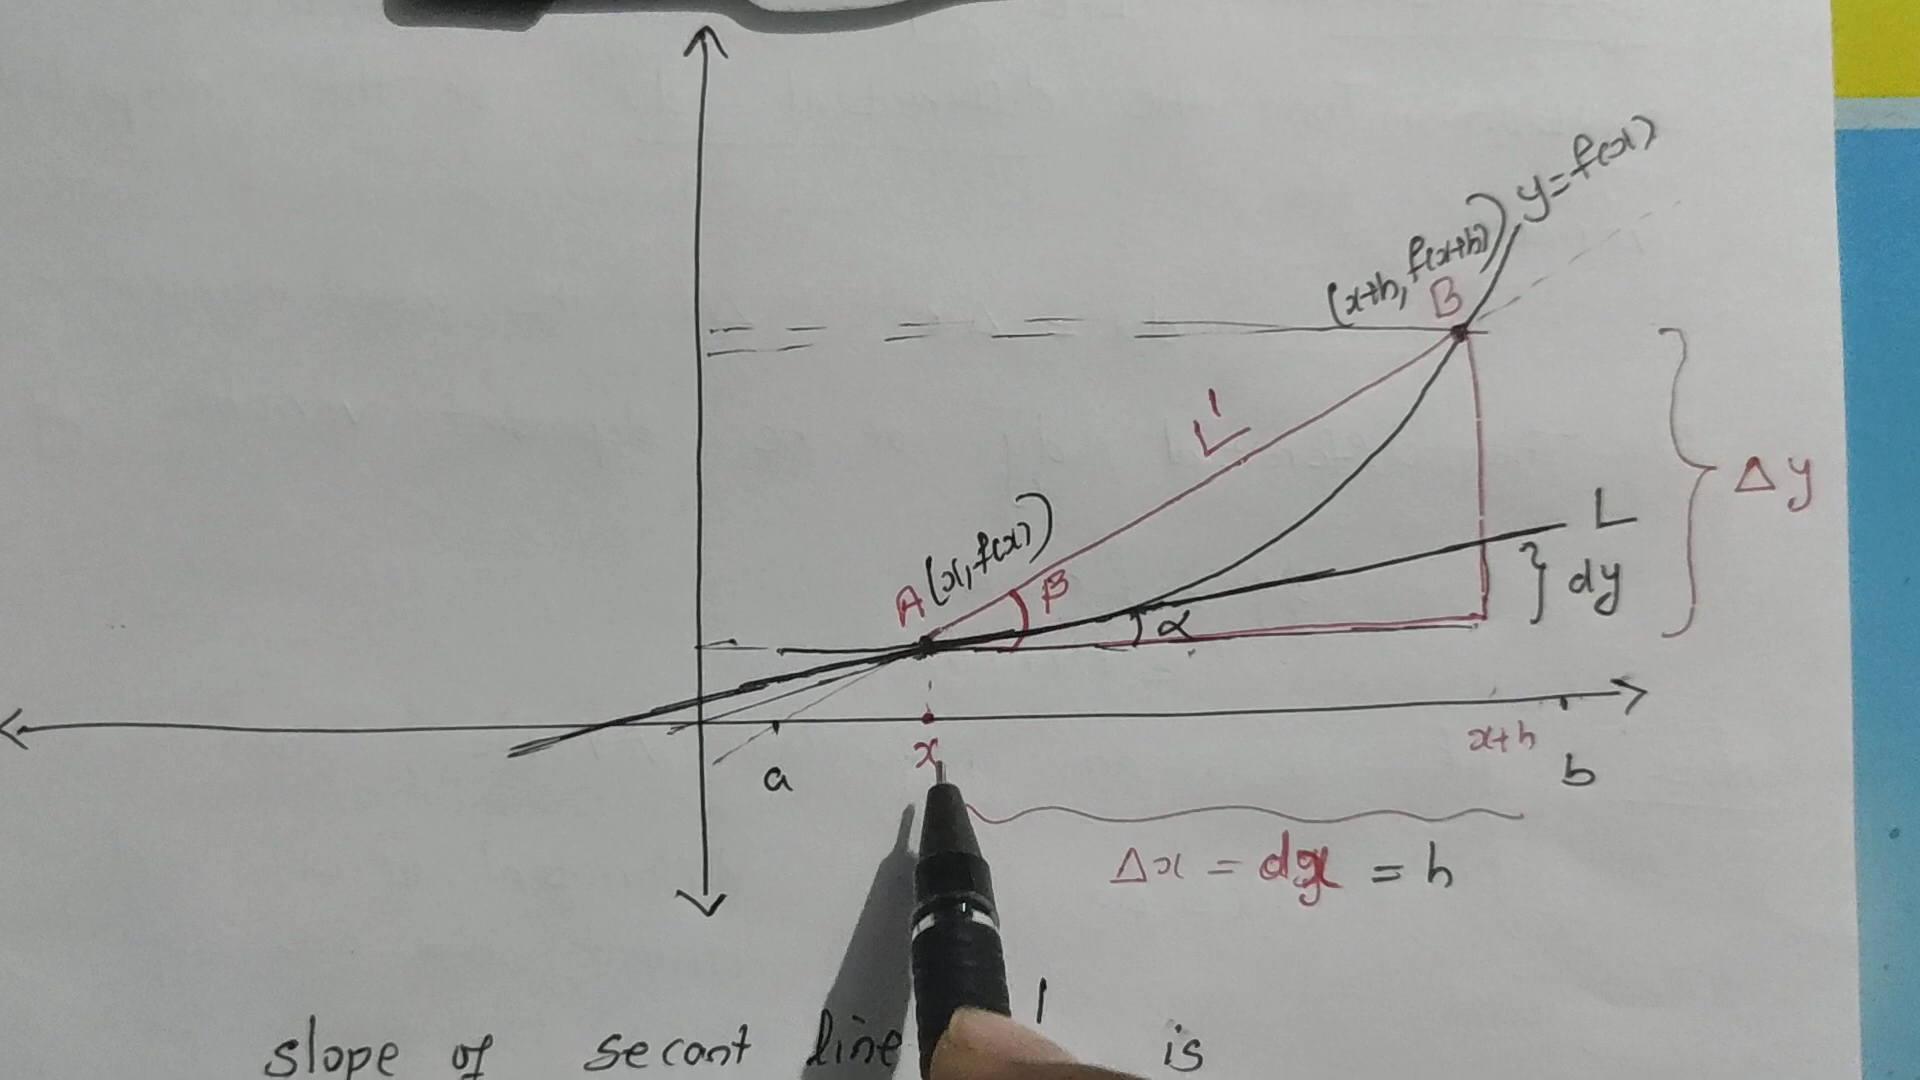 y=f(x)
(x+h, f(x+h))
B
L'
Δy
L
A(x, f(x))
β
dy
α
x
x+h
a
b
Δx = dx = h
slope of secant line ' is